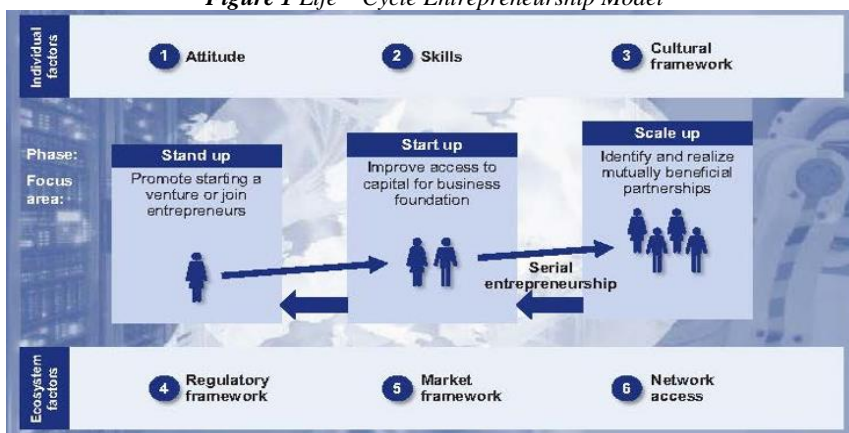 Figure 1 Life – Cycle Entrepreneurship Model
Individual
factors
1 Attitude
2 Skills
3 Cultural
framework
Phase:
Focus
area:
Stand up
Promote starting a
venture or join
entrepreneurs
Start up
Improve access to
capital for business
foundation
Scale up
Identify and realize
mutually beneficial
partnerships
Serial
entrepreneurship
Ecosystem
factors
4 Regulatory
framework
5 Market
framework
6 Network
access